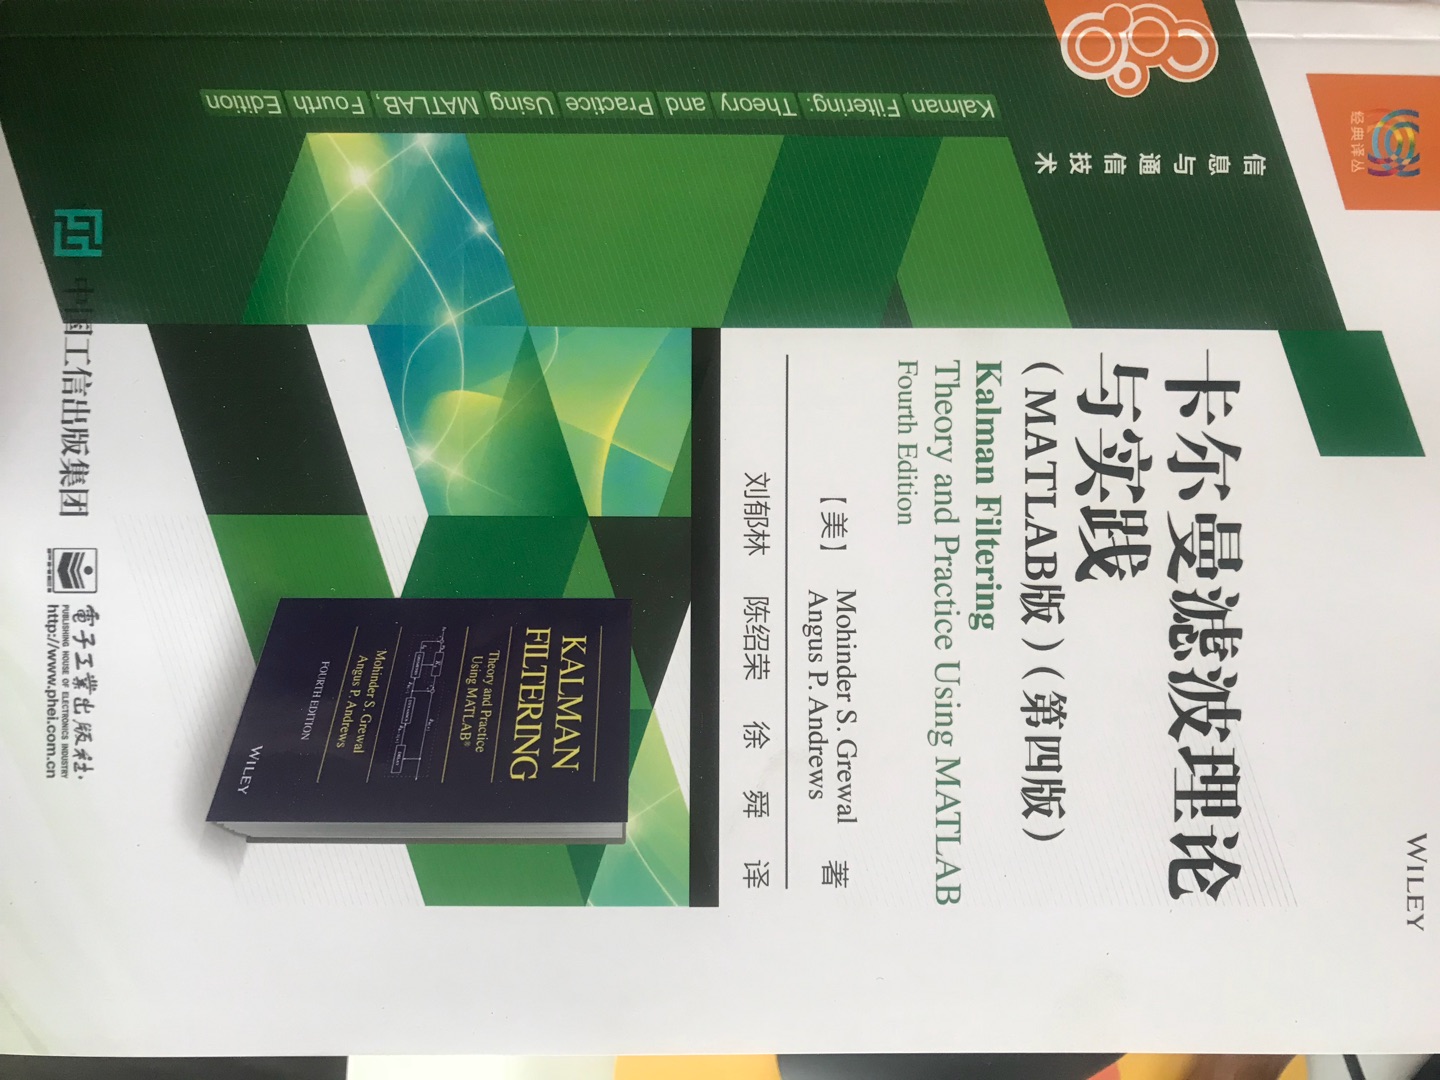 WILEY
经典译丛
信息与通信技术
卡尔曼滤波理论
与实践
(MATLAB版)(第四版)
Kalman Filtering
Theory and Practice Using MATLAB
Fourth Edition
【美】 Mohinder S. Grewal 著
Angus P. Andrews
刘郁林 陈绍荣 徐舜 译
Kalman Filtering: Theory and Practice Using MATLAB, Fourth Edition
KALMAN
FILTERING
Theory and Practice
Using MATLAB®
Mohinder S. Grewal
Angus P. Andrews
FOURTH EDITION
WILEY
中国工信出版集团
電子工業出版社
PUBLISHING HOUSE OF ELECTRONICS INDUSTRY
http://www.phei.com.cn